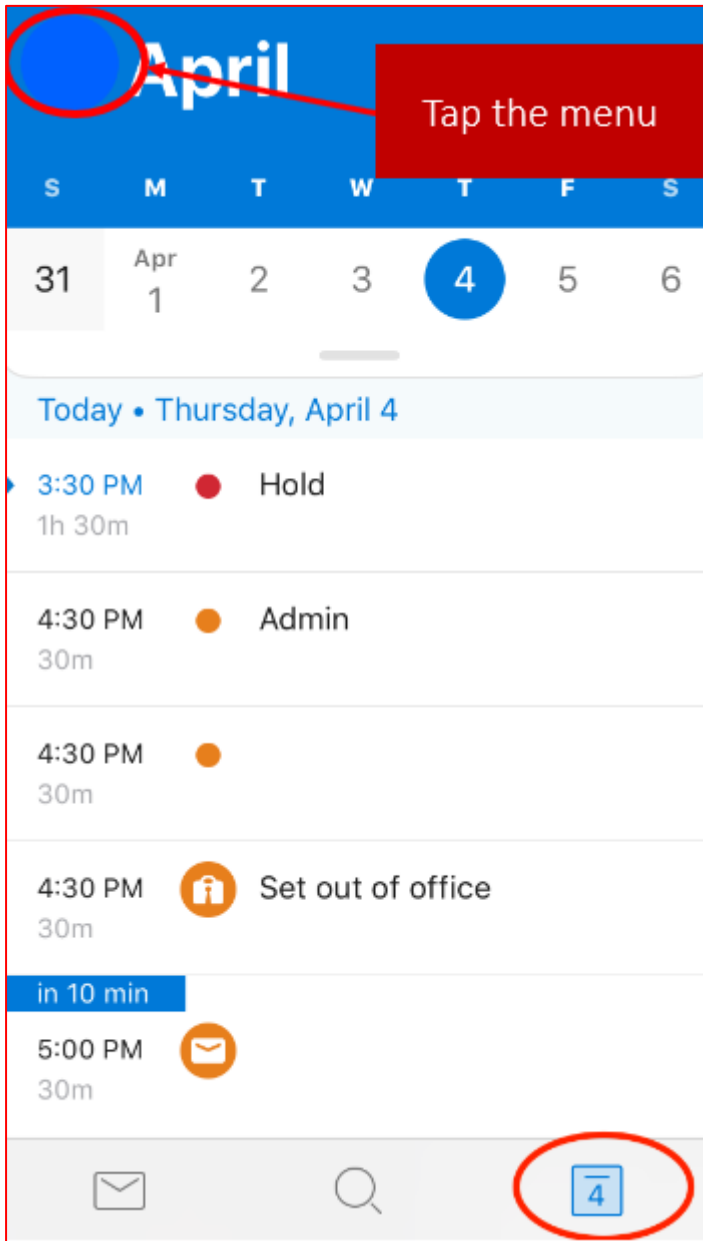 April
Tap the menu
S M T W T F S
Apr
31 1 2 3 4 5 6
Today • Thursday, April 4
3:30 PM Hold
1h 30m
4:30 PM Admin
30m
4:30 PM
30m
4:30 PM Set out of office
30m
in 10 min
5:00 PM
30m
4